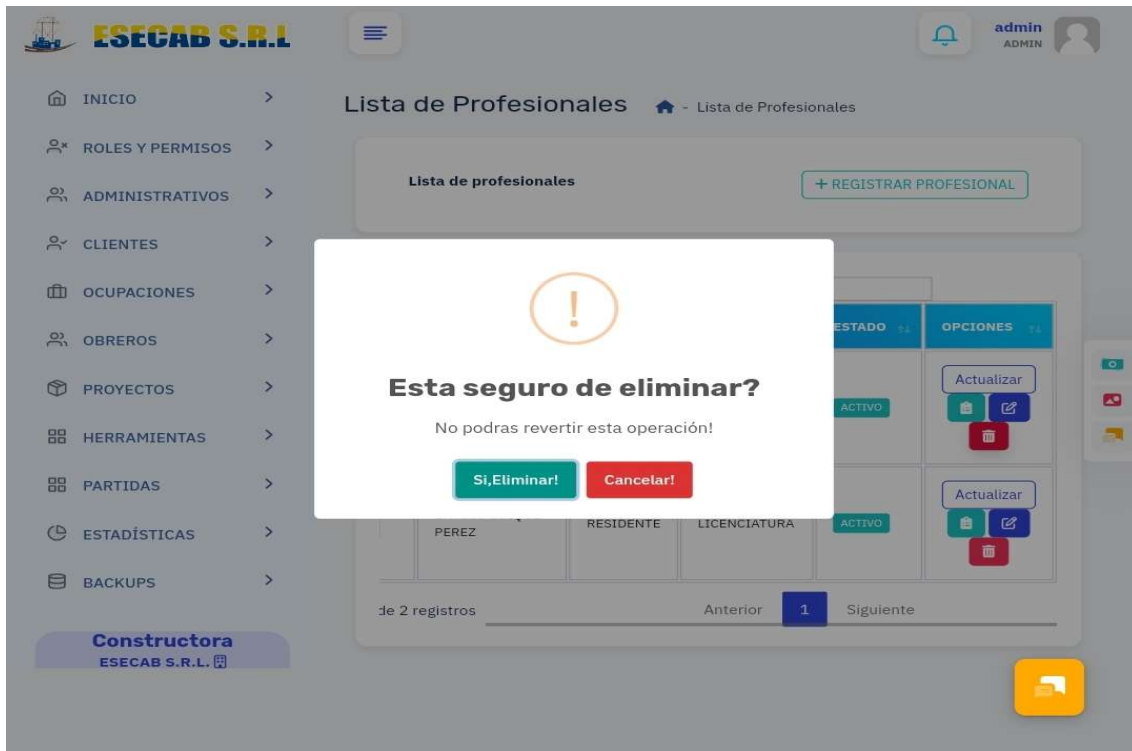 ESECAB S.R.L
admin
ADMIN
INICIO
ROLES Y PERMISOS
ADMINISTRATIVOS
CLIENTES
OCUPACIONES
OBREROS
PROYECTOS
HERRAMIENTAS
PARTIDAS
ESTADÍSTICAS
BACKUPS
Constructora
ESECAB S.R.L.
Lista de Profesionales - Lista de Profesionales
Lista de profesionales
+ REGISTRAR PROFESIONAL
ESTADO OPCIONES
Actualizar
ACTIVO
Esta seguro de eliminar?
No podras revertir esta operación!
Si,Eliminar! Cancelar!
Actualizar
PEREZ RESIDENTE LICENCIATURA ACTIVO
de 2 registros Anterior 1 Siguiente